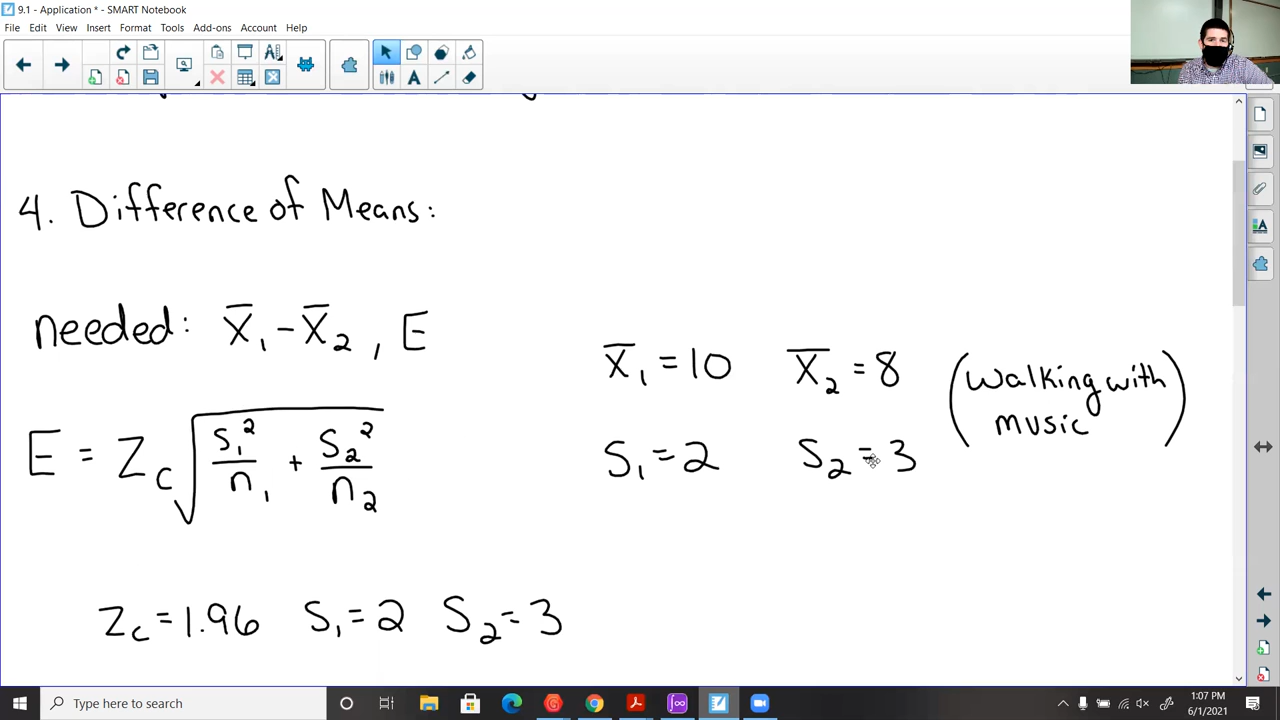 9.1 - Application * - SMART Notebook
File Edit View Insert Format Tools Add-ons Account Help
4. Difference of Means:
needed: X̄₁ - X̄₂, E
X̄₁ = 10 X̄₂ = 8 (Walking with music)
E = Zc √(S₁²/n₁ + S₂²/n₂)
S₁ = 2 S₂ = 3
Zc = 1.96 S₁ = 2 S₂ = 3
Type here to search
1:07 PM
6/1/2021